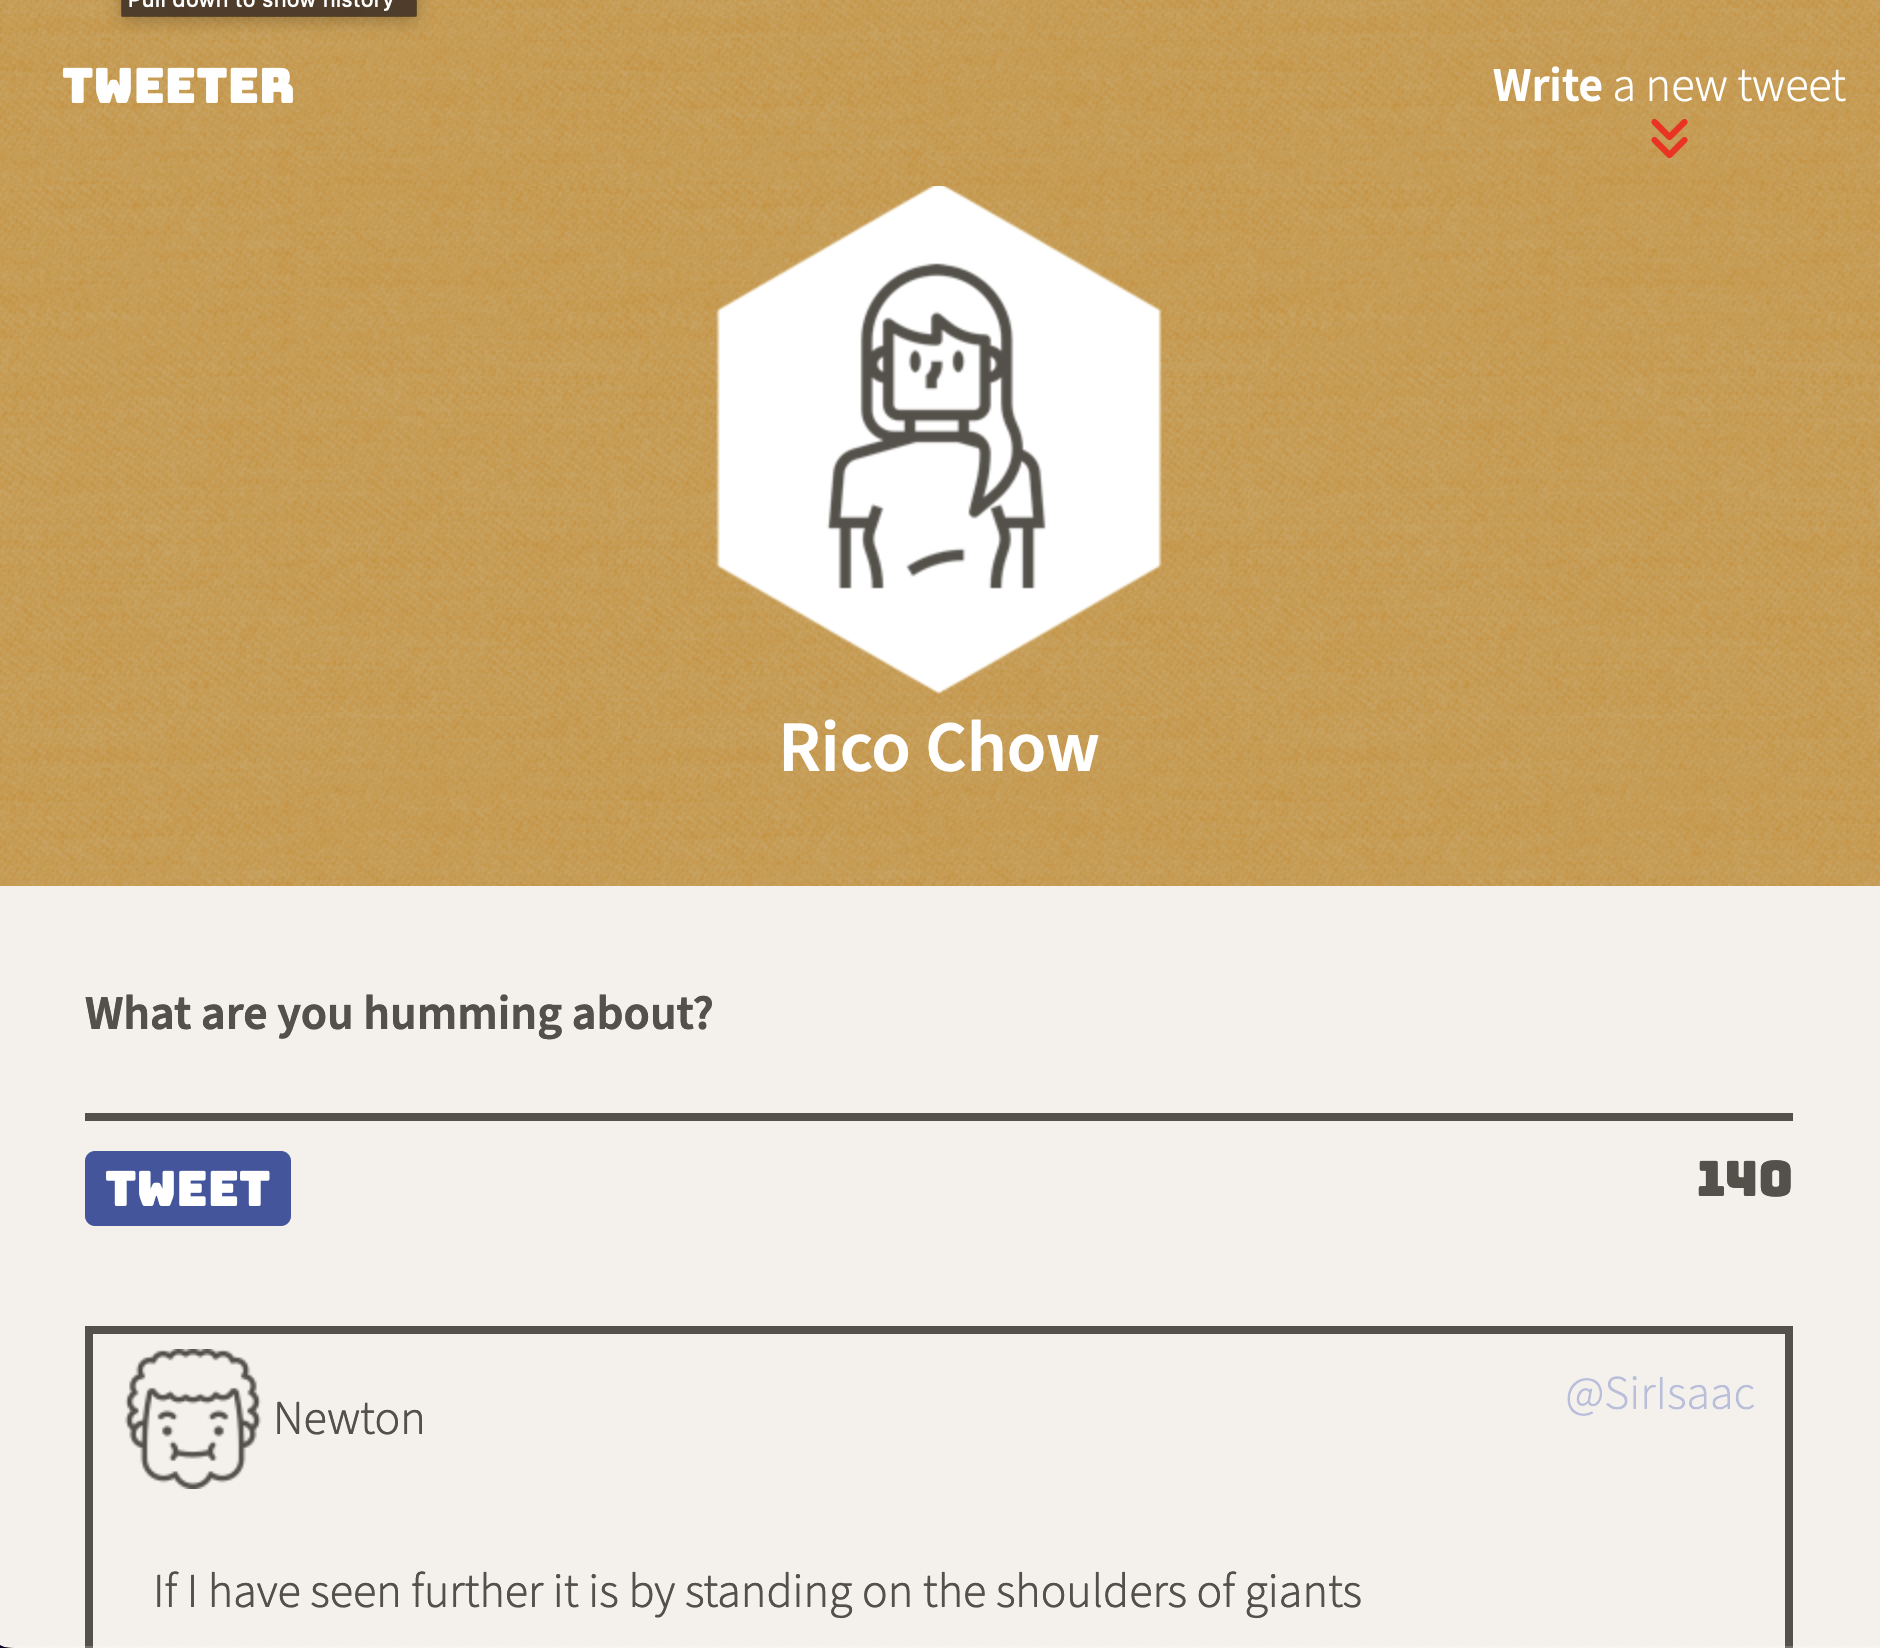 Pull down to show history
TWEETER
Write a new tweet
Rico Chow
What are you humming about?
TWEET
140
Newton
@SirIsaac
If I have seen further it is by standing on the shoulders of giants